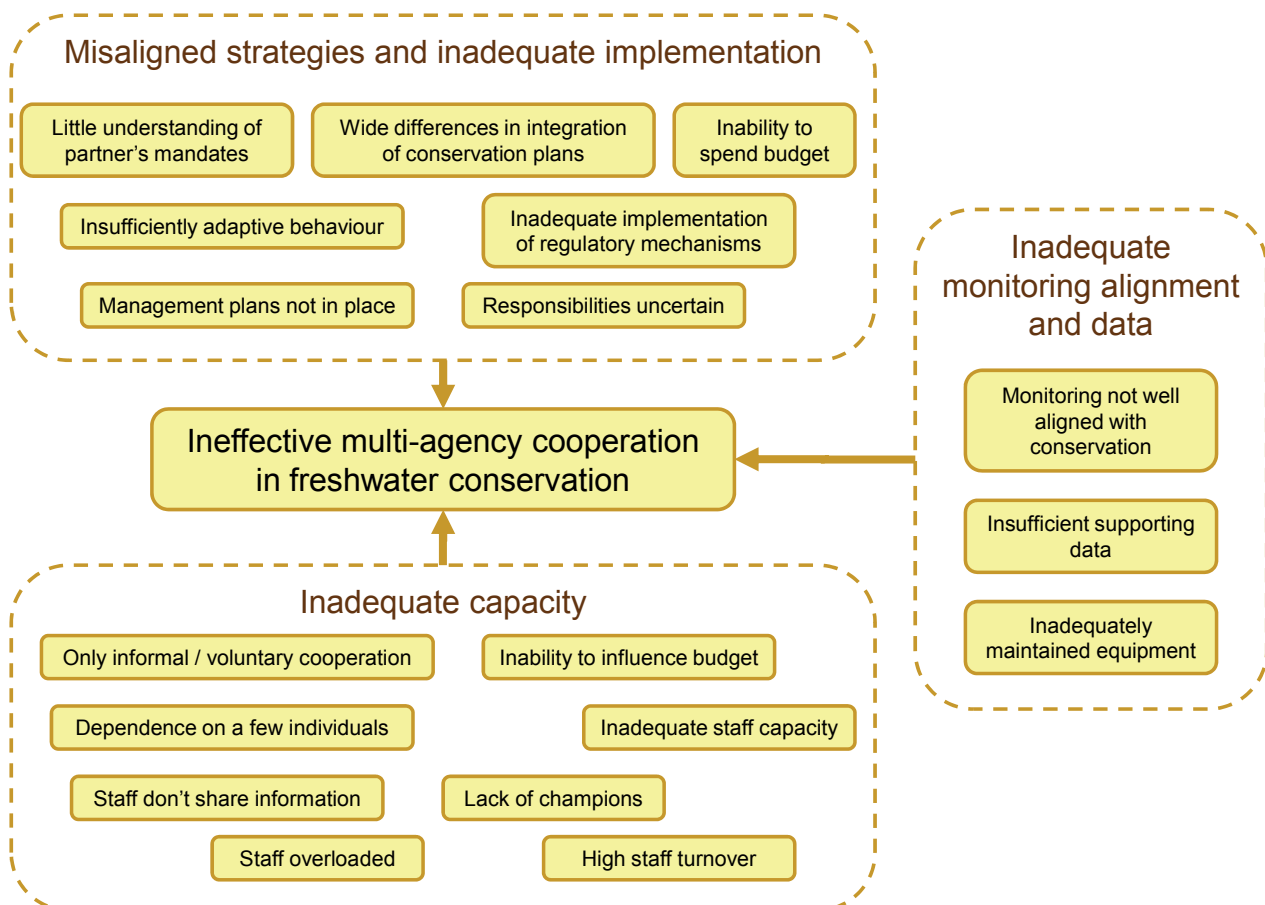 Misaligned strategies and inadequate implementation
Little understanding of
partner's mandates
Wide differences in integration
of conservation plans
Inability to
spend budget
Insufficiently adaptive behaviour
Inadequate implementation
of regulatory mechanisms
Management plans not in place
Responsibilities uncertain
Ineffective multi-agency cooperation
in freshwater conservation
Inadequate
monitoring alignment
and data
Monitoring not well
aligned with
conservation
Insufficient supporting
data
Inadequately
maintained equipment
Inadequate capacity
Only informal / voluntary cooperation
Inability to influence budget
Dependence on a few individuals
Inadequate staff capacity
Staff don't share information
Lack of champions
Staff overloaded
High staff turnover